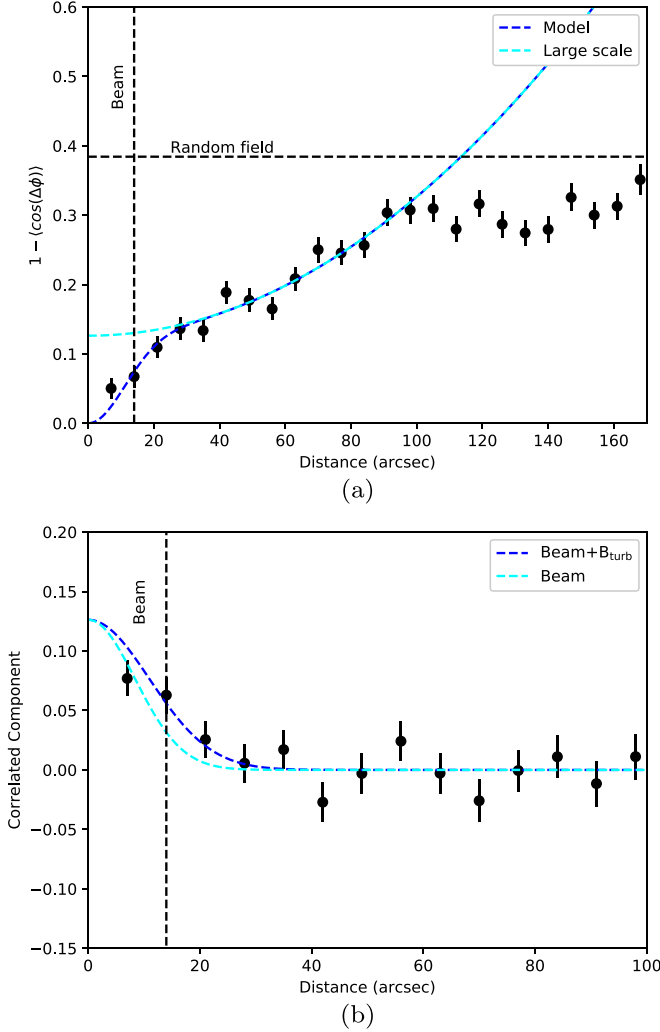 0.6
0.5
0.4
0.3
0.2
0.1
0.0
1 − ⟨cos(Δϕ)⟩
Beam
Random field
Model
Large scale
0 20 40 60 80 100 120 140 160
Distance (arcsec)
(a)
0.20
0.15
0.10
0.05
0.00
−0.05
−0.10
−0.15
Correlated Component
Beam
Beam+B_turb
Beam
0 20 40 60 80 100
Distance (arcsec)
(b)